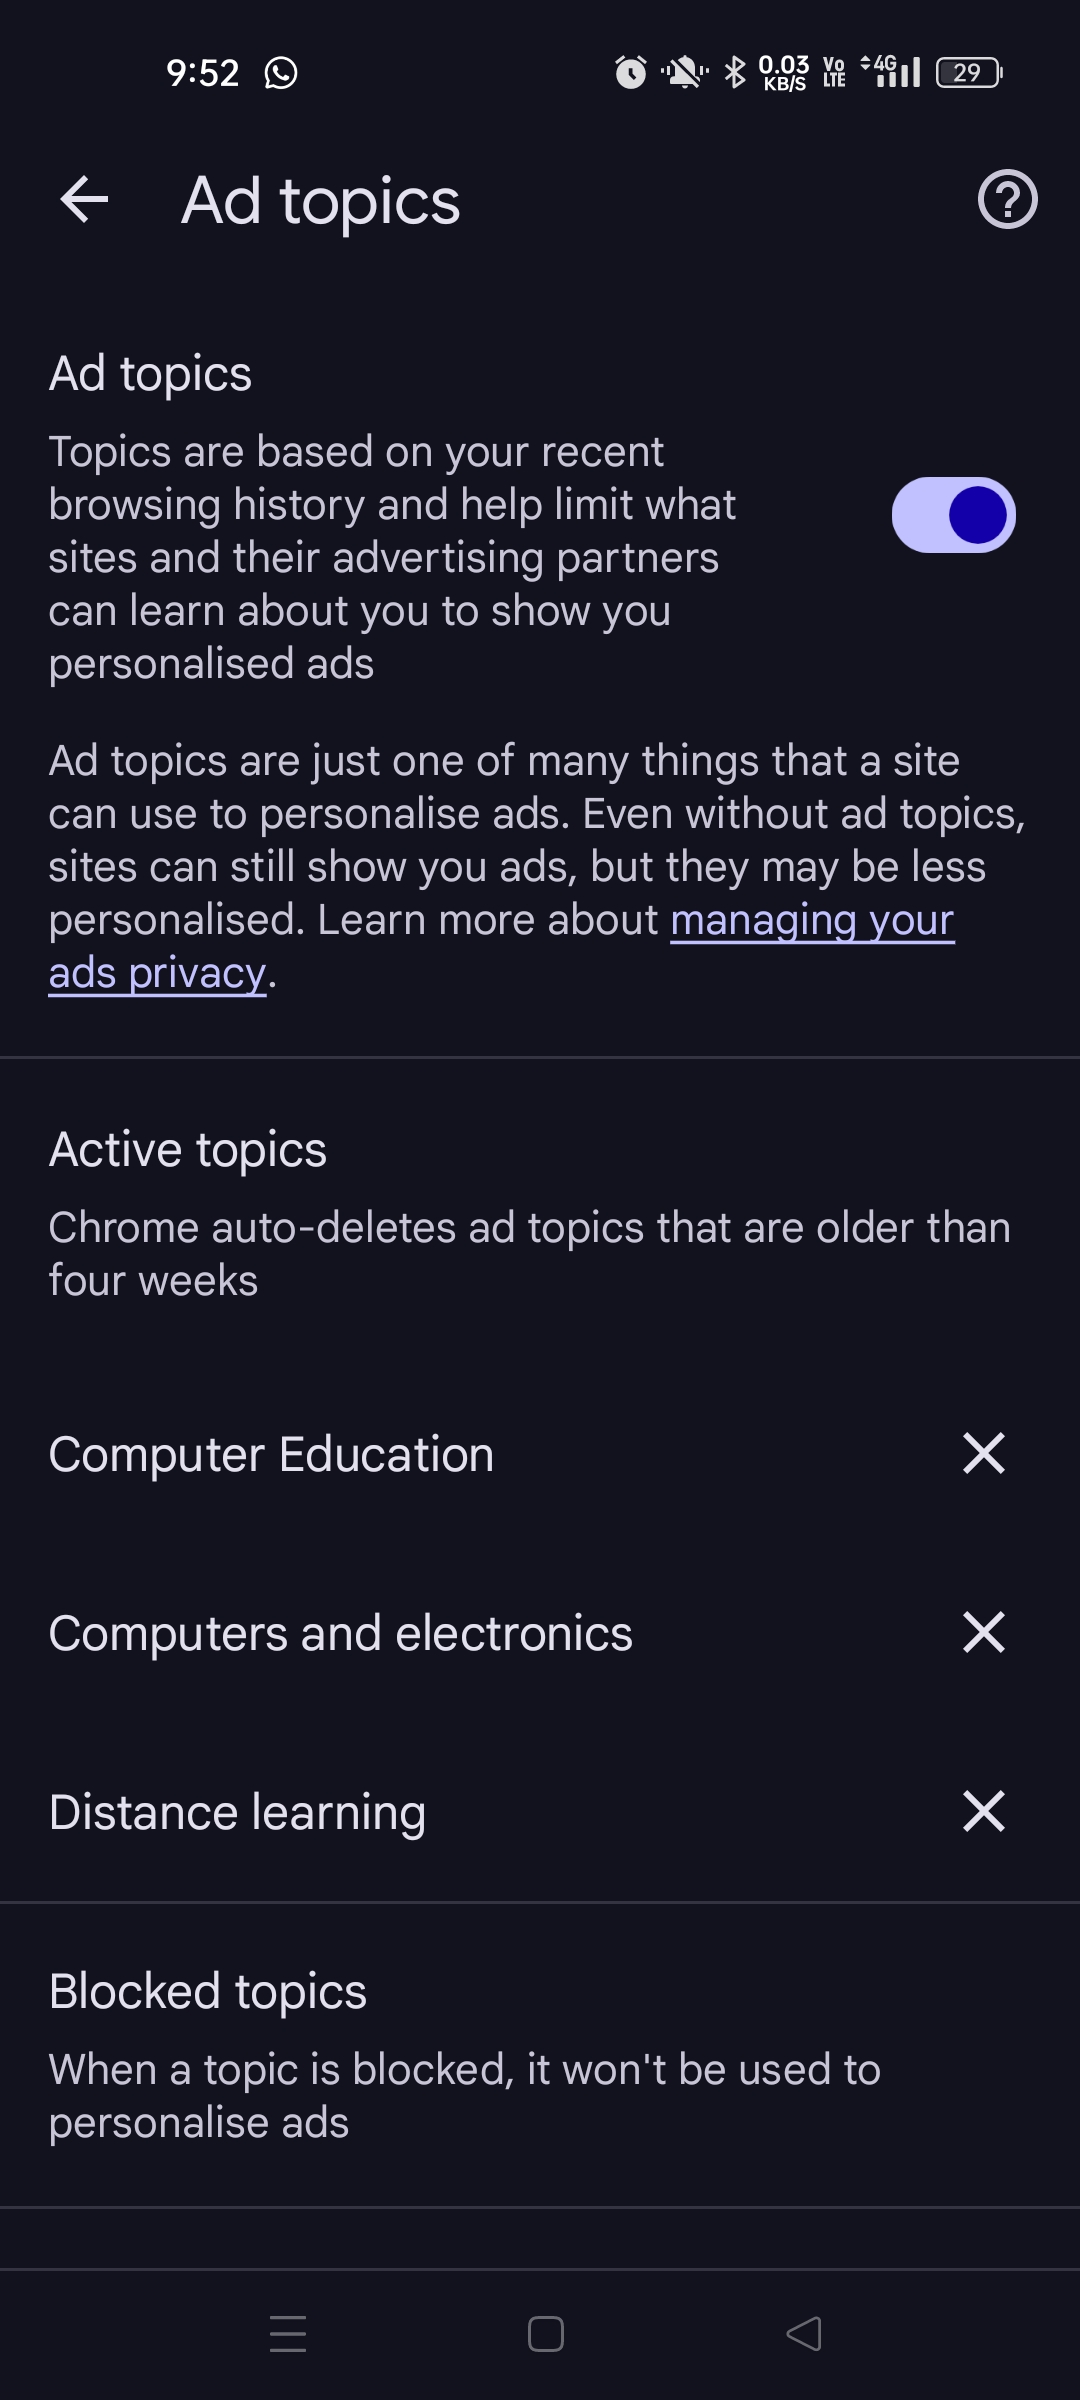 9:52
0.03
KB/S
Vo
LTE
4G
29
Ad topics
Ad topics
Topics are based on your recent
browsing history and help limit what
sites and their advertising partners
can learn about you to show you
personalised ads
Ad topics are just one of many things that a site
can use to personalise ads. Even without ad topics,
sites can still show you ads, but they may be less
personalised. Learn more about managing your
ads privacy.
Active topics
Chrome auto-deletes ad topics that are older than
four weeks
Computer Education
Computers and electronics
Distance learning
Blocked topics
When a topic is blocked, it won't be used to
personalise ads